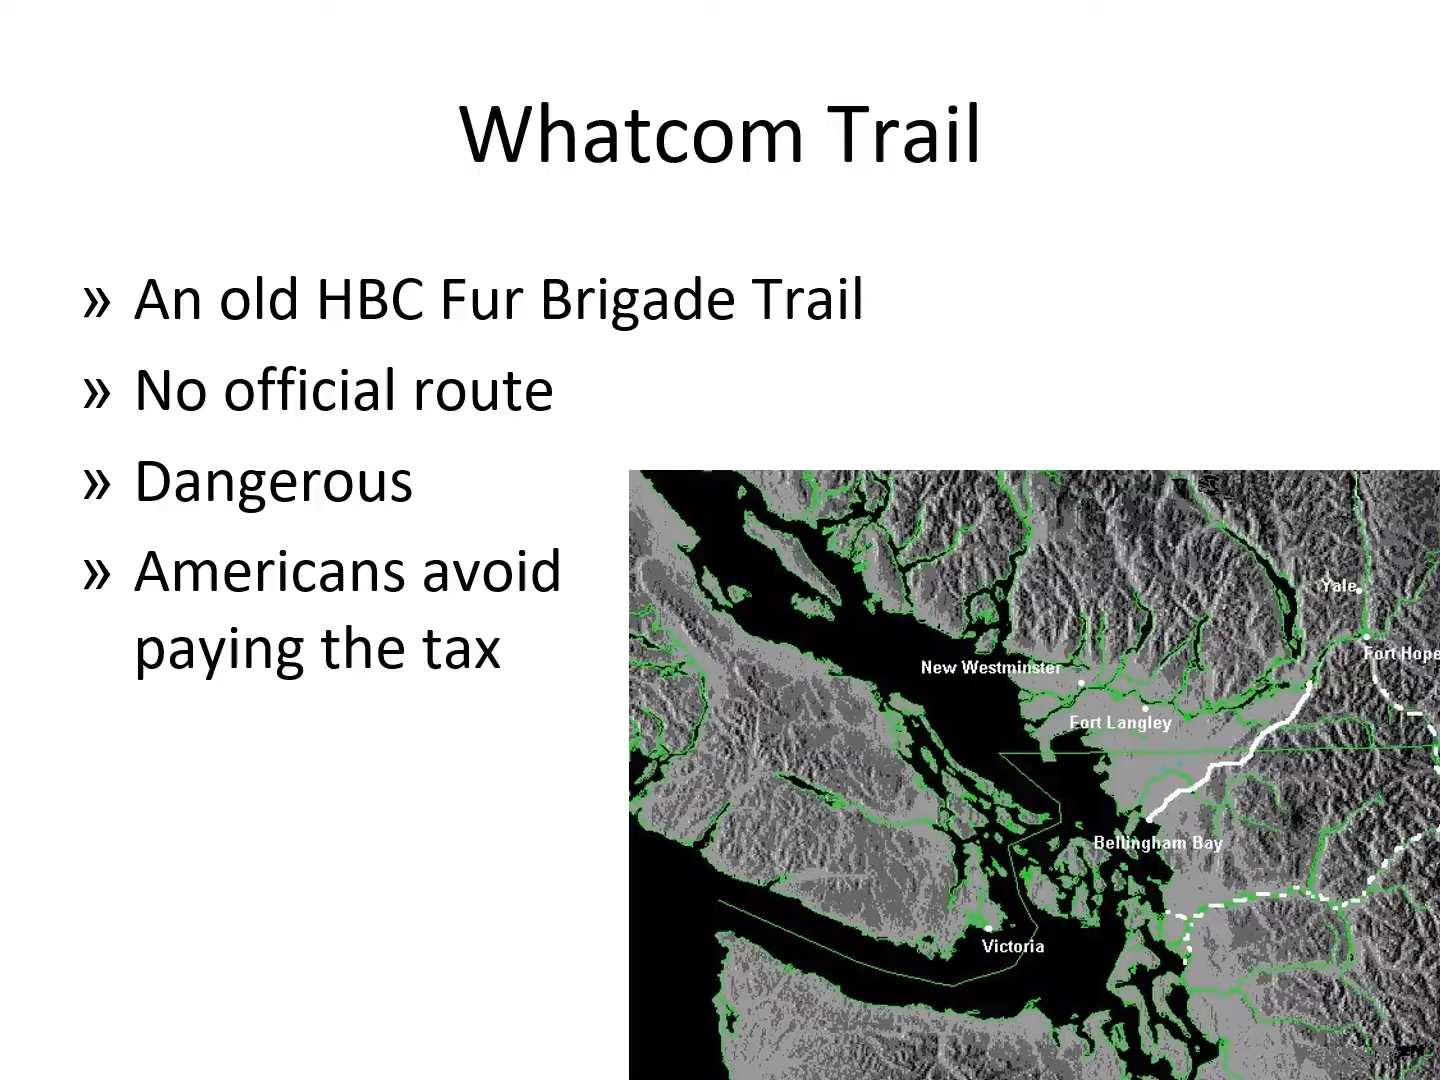 Whatcom Trail
» An old HBC Fur Brigade Trail
» No official route
» Dangerous
» Americans avoid
paying the tax
Yale
Fort Hope
New Westminster
Fort Langley
Bellingham Bay
Victoria